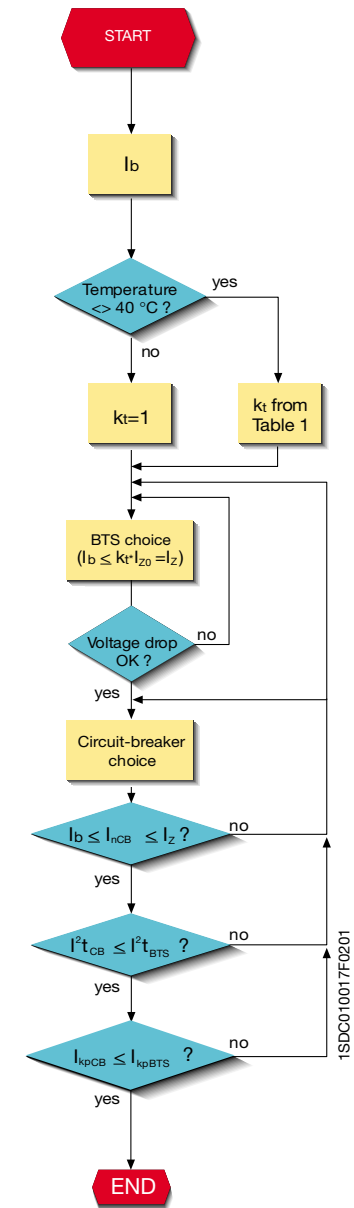 START
Ib
Temperature
<> 40 °C ?
yes
no
kt=1
kt from
Table 1
BTS choice
(Ib ≤ kt*IZ0 =IZ)
Voltage drop
OK ?
no
yes
Circuit-breaker
choice
Ib ≤ InCB ≤ IZ ?
no
yes
I²tCB ≤ I²tBTS ?
no
yes
IkpCB ≤ IkpBTS ?
no
yes
END
1SDC010017F0201